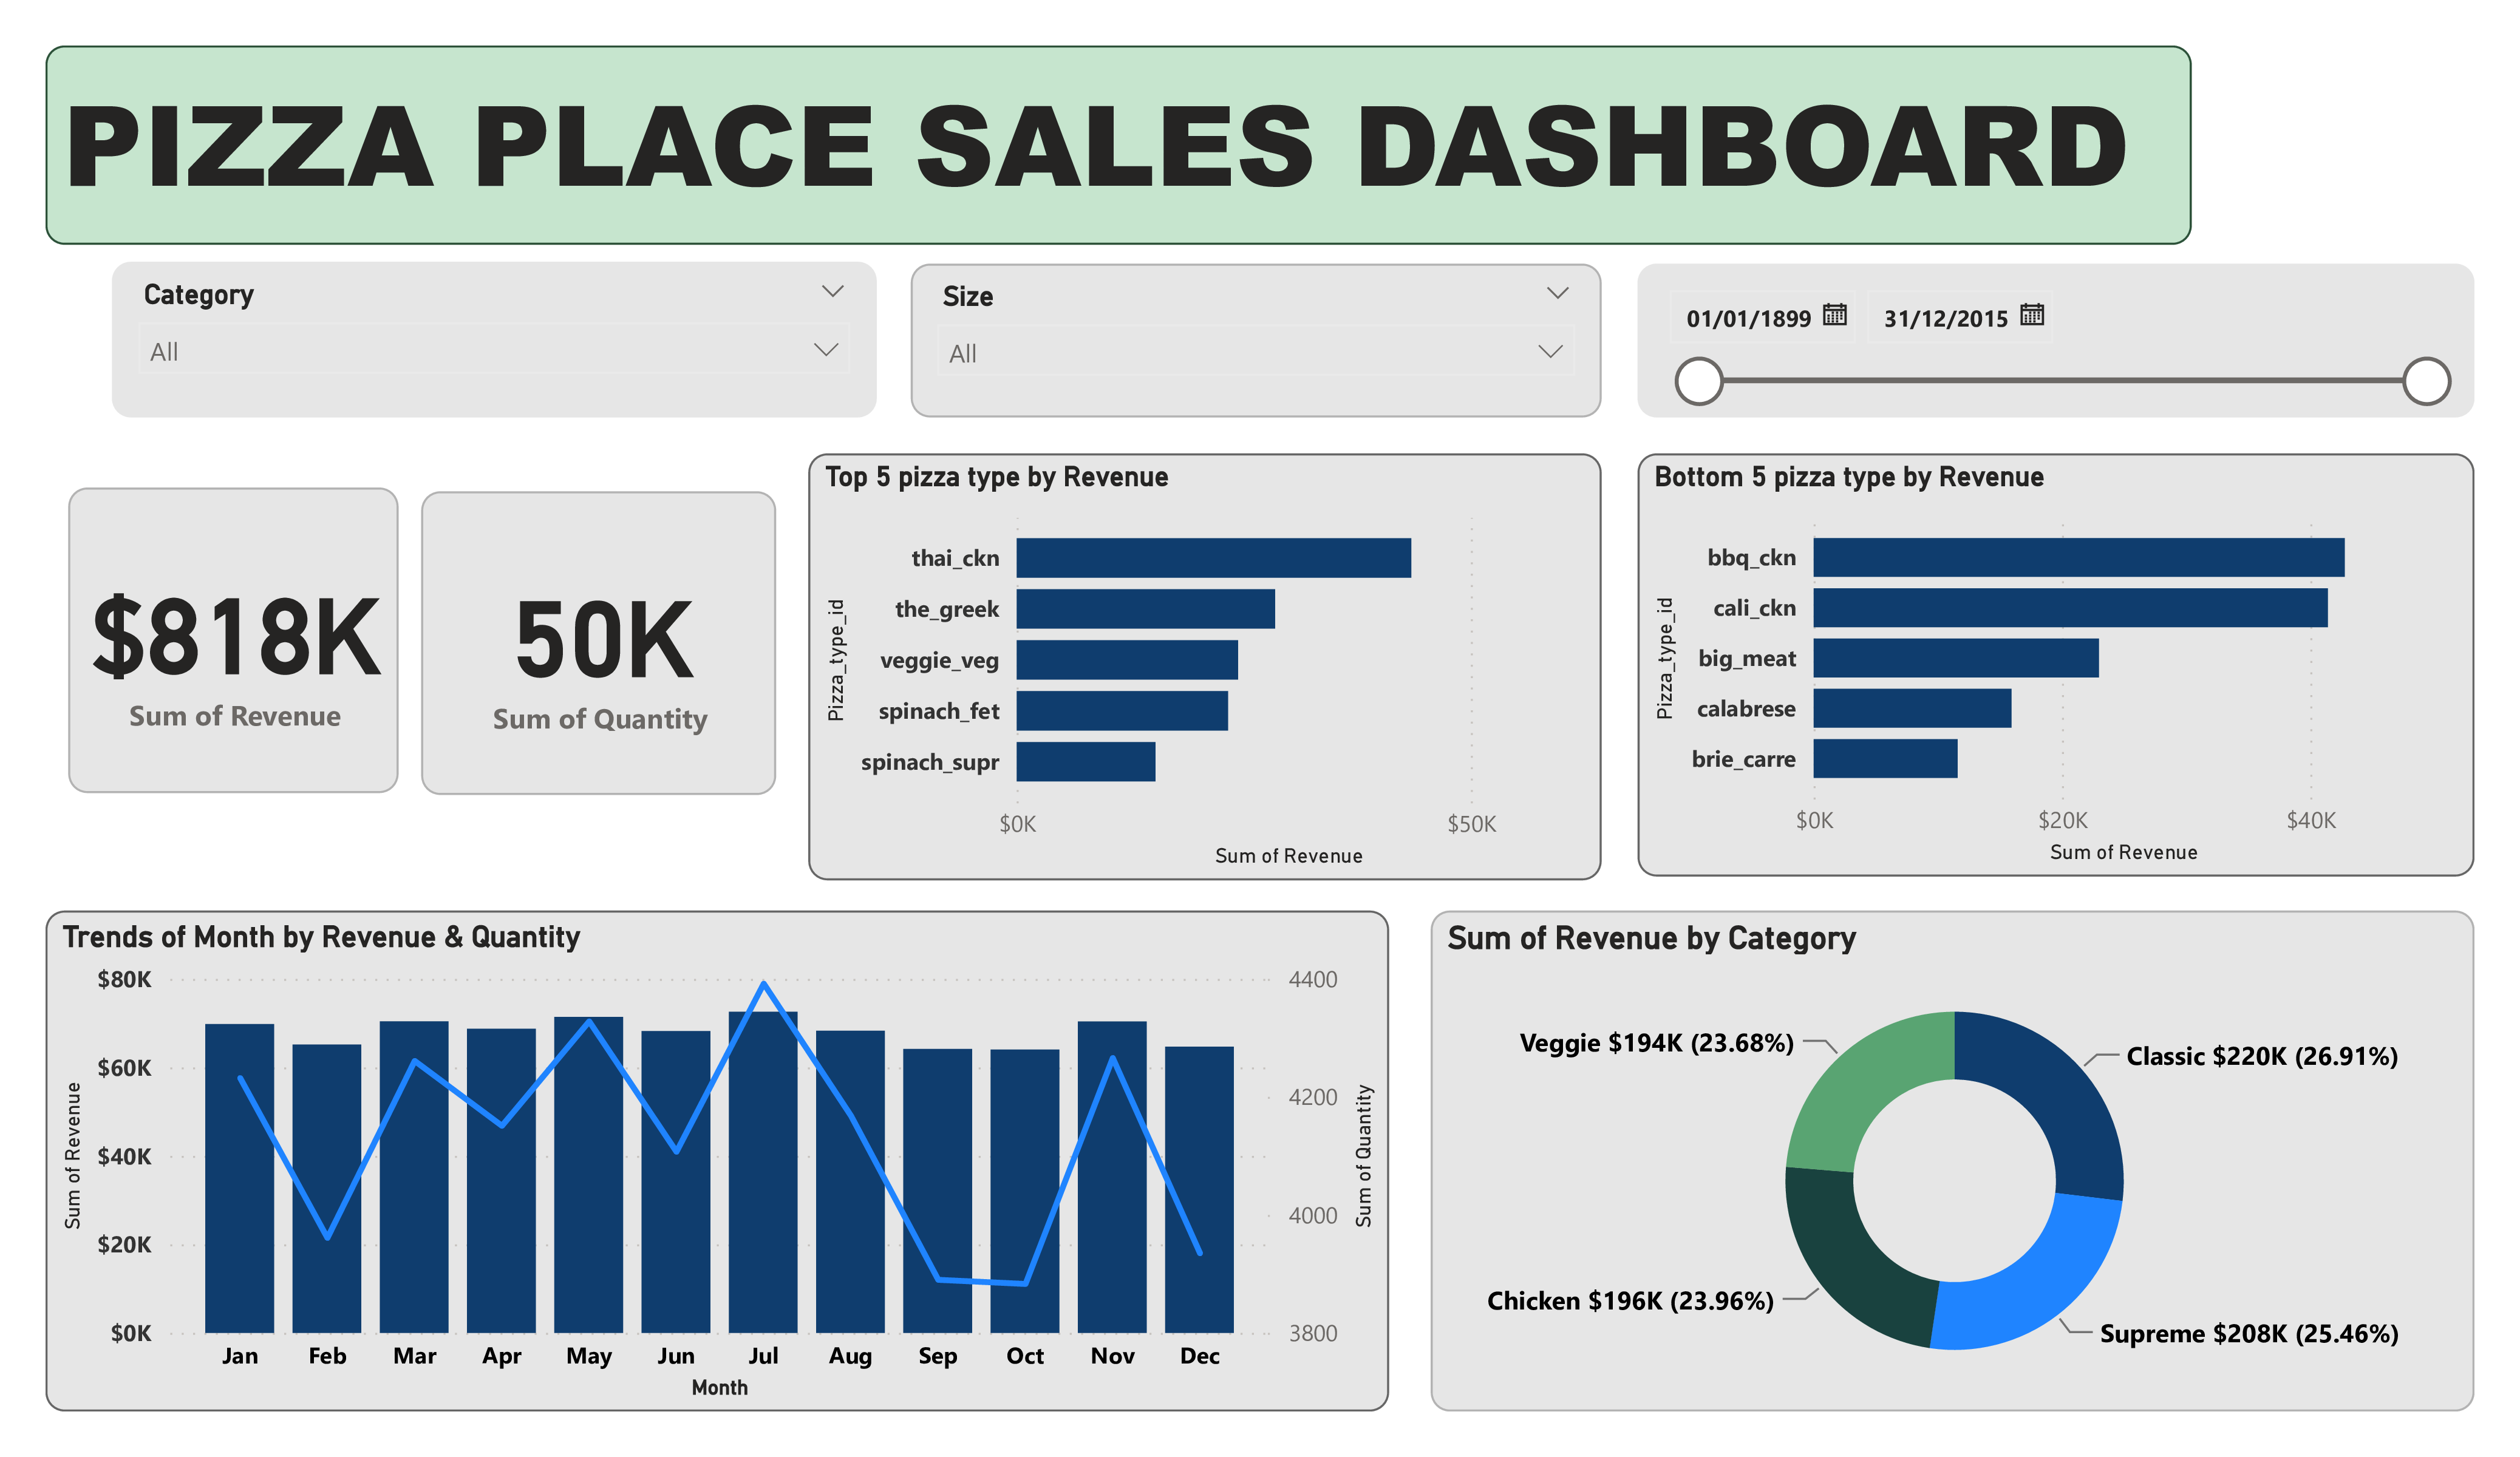 PIZZA PLACE SALES DASHBOARD
Category
All
Size
All
01/01/1899
31/12/2015
$818K
Sum of Revenue
50K
Sum of Quantity
Top 5 pizza type by Revenue
Pizza_type_id
thai_ckn
the_greek
veggie_veg
spinach_fet
spinach_supr
$0K
$50K
Sum of Revenue
Bottom 5 pizza type by Revenue
Pizza_type_id
bbq_ckn
cali_ckn
big_meat
calabrese
brie_carre
$0K
$20K
$40K
Sum of Revenue
Trends of Month by Revenue & Quantity
Sum of Revenue
$80K
$60K
$40K
$20K
$0K
4400
4200
4000
3800
Sum of Quantity
Jan
Feb
Mar
Apr
May
Jun
Jul
Aug
Sep
Oct
Nov
Dec
Month
Sum of Revenue by Category
Veggie $194K (23.68%)
Classic $220K (26.91%)
Chicken $196K (23.96%)
Supreme $208K (25.46%)